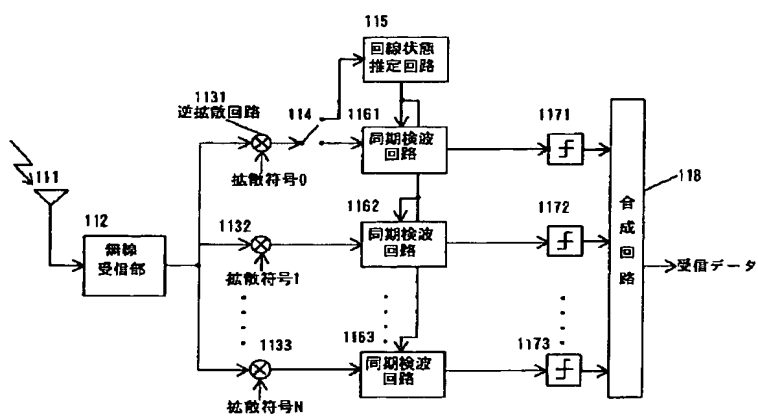 115
回線状態
推定回路
1131
逆拡散回路
114
1161
同期検波
回路
1171
拡散符号0
111
112
無線
受信部
1132
1162
同期検波
回路
1172
拡散符号1
118
合成回路
受信データ
1133
1163
同期検波
回路
1173
拡散符号N